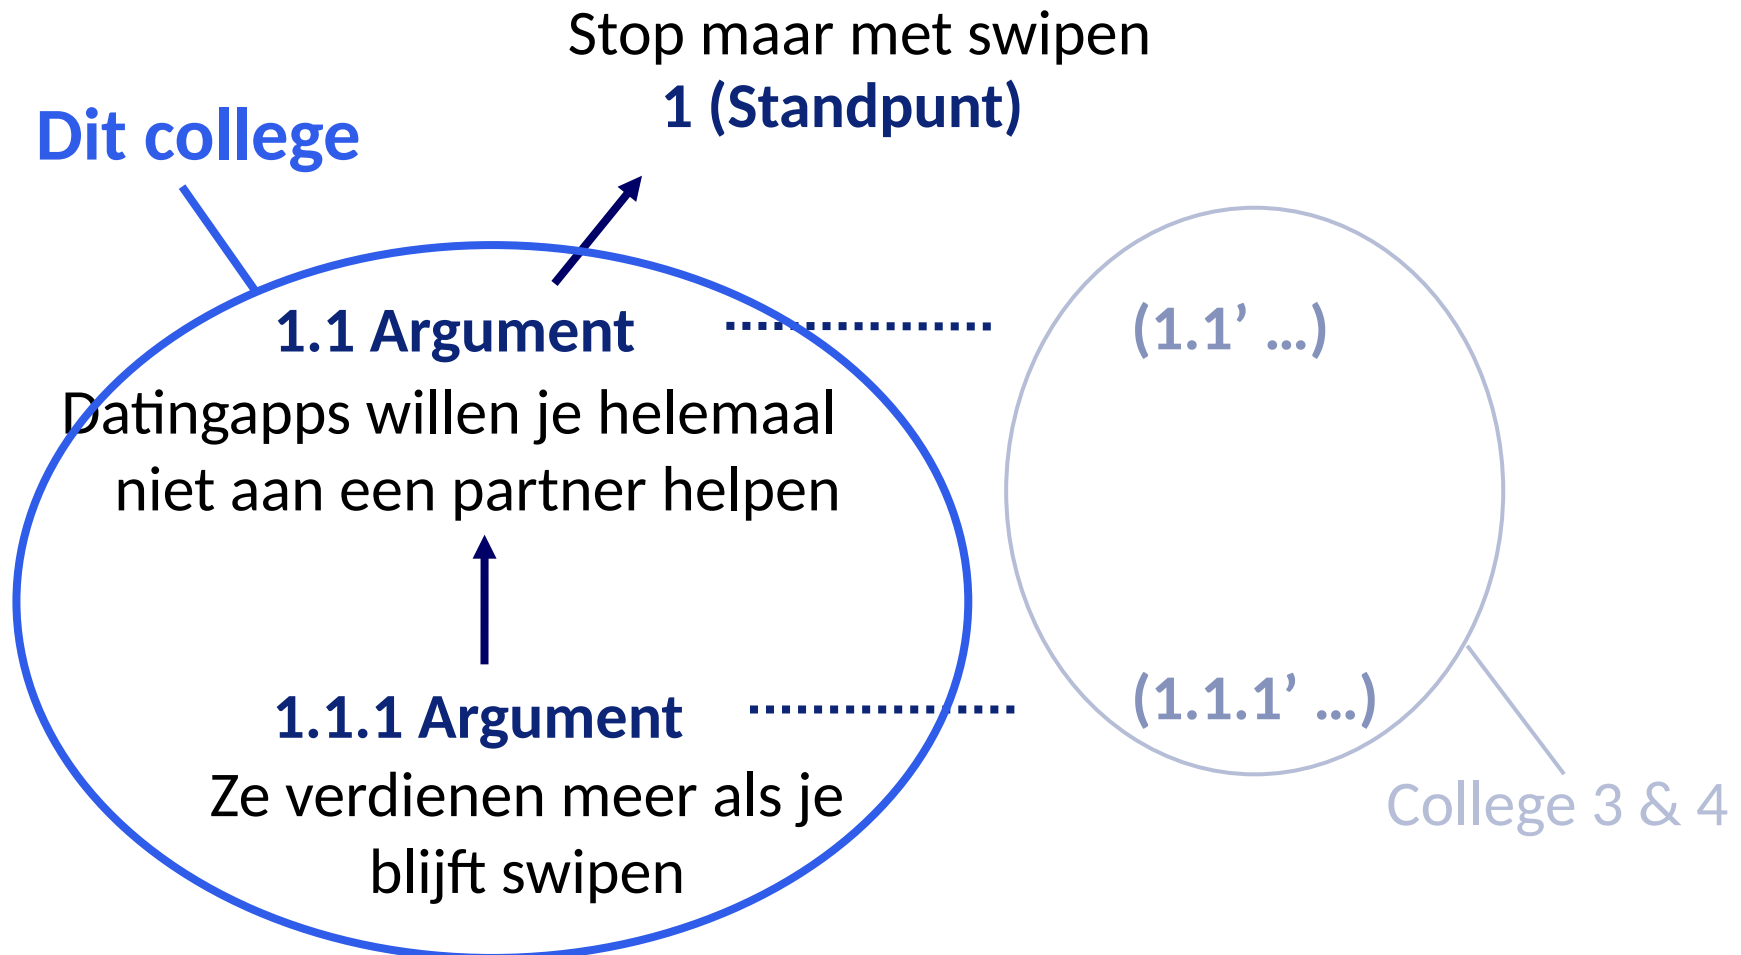 Stop maar met swipen
1 (Standpunt)
Dit college
1.1 Argument
(1.1’ …)
Datingapps willen je helemaal
niet aan een partner helpen
1.1.1 Argument
(1.1.1’ …)
Ze verdienen meer als je
blijft swipen
College 3 & 4